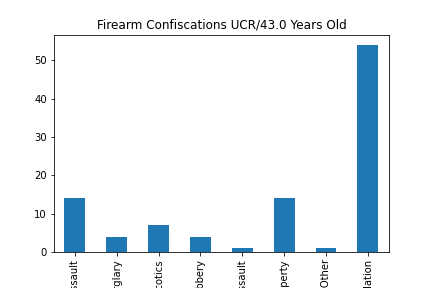 Firearm Confiscations UCR/43.0 Years Old
50
40
30
20
10
0
ssault
rglary
cotics
bbery
ssault
perty
Other
lation